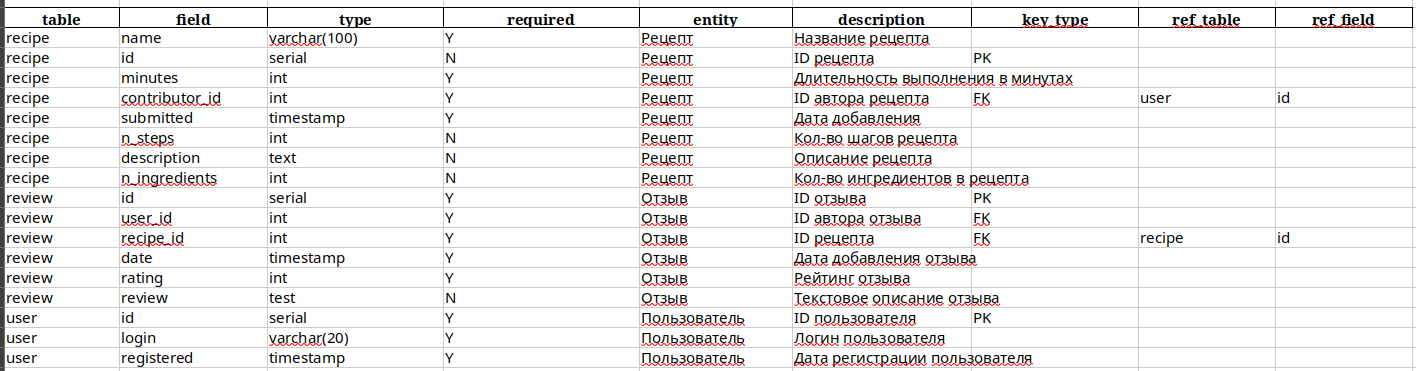 table field type required entity description key_type ref_table ref_field
recipe name varchar(100) Y Рецепт Название рецепта
recipe id serial N Рецепт ID рецепта PK
recipe minutes int Y Рецепт Длительность выполнения в минутах
recipe contributor_id int Y Рецепт ID автора рецепта FK user id
recipe submitted timestamp Y Рецепт Дата добавления
recipe n_steps int N Рецепт Кол-во шагов рецепта
recipe description text N Рецепт Описание рецепта
recipe n_ingredients int N Рецепт Кол-во ингредиентов в рецепта
review id serial Y Отзыв ID отзыва PK
review user_id int Y Отзыв ID автора отзыва FK
review recipe_id int Y Отзыв ID рецепта FK recipe id
review date timestamp Y Отзыв Дата добавления отзыва
review rating int Y Отзыв Рейтинг отзыва
review review test N Отзыв Текстовое описание отзыва
user id serial Y Пользователь ID пользователя PK
user login varchar(20) Y Пользователь Логин пользователя
user registered timestamp Y Пользователь Дата регистрации пользователя